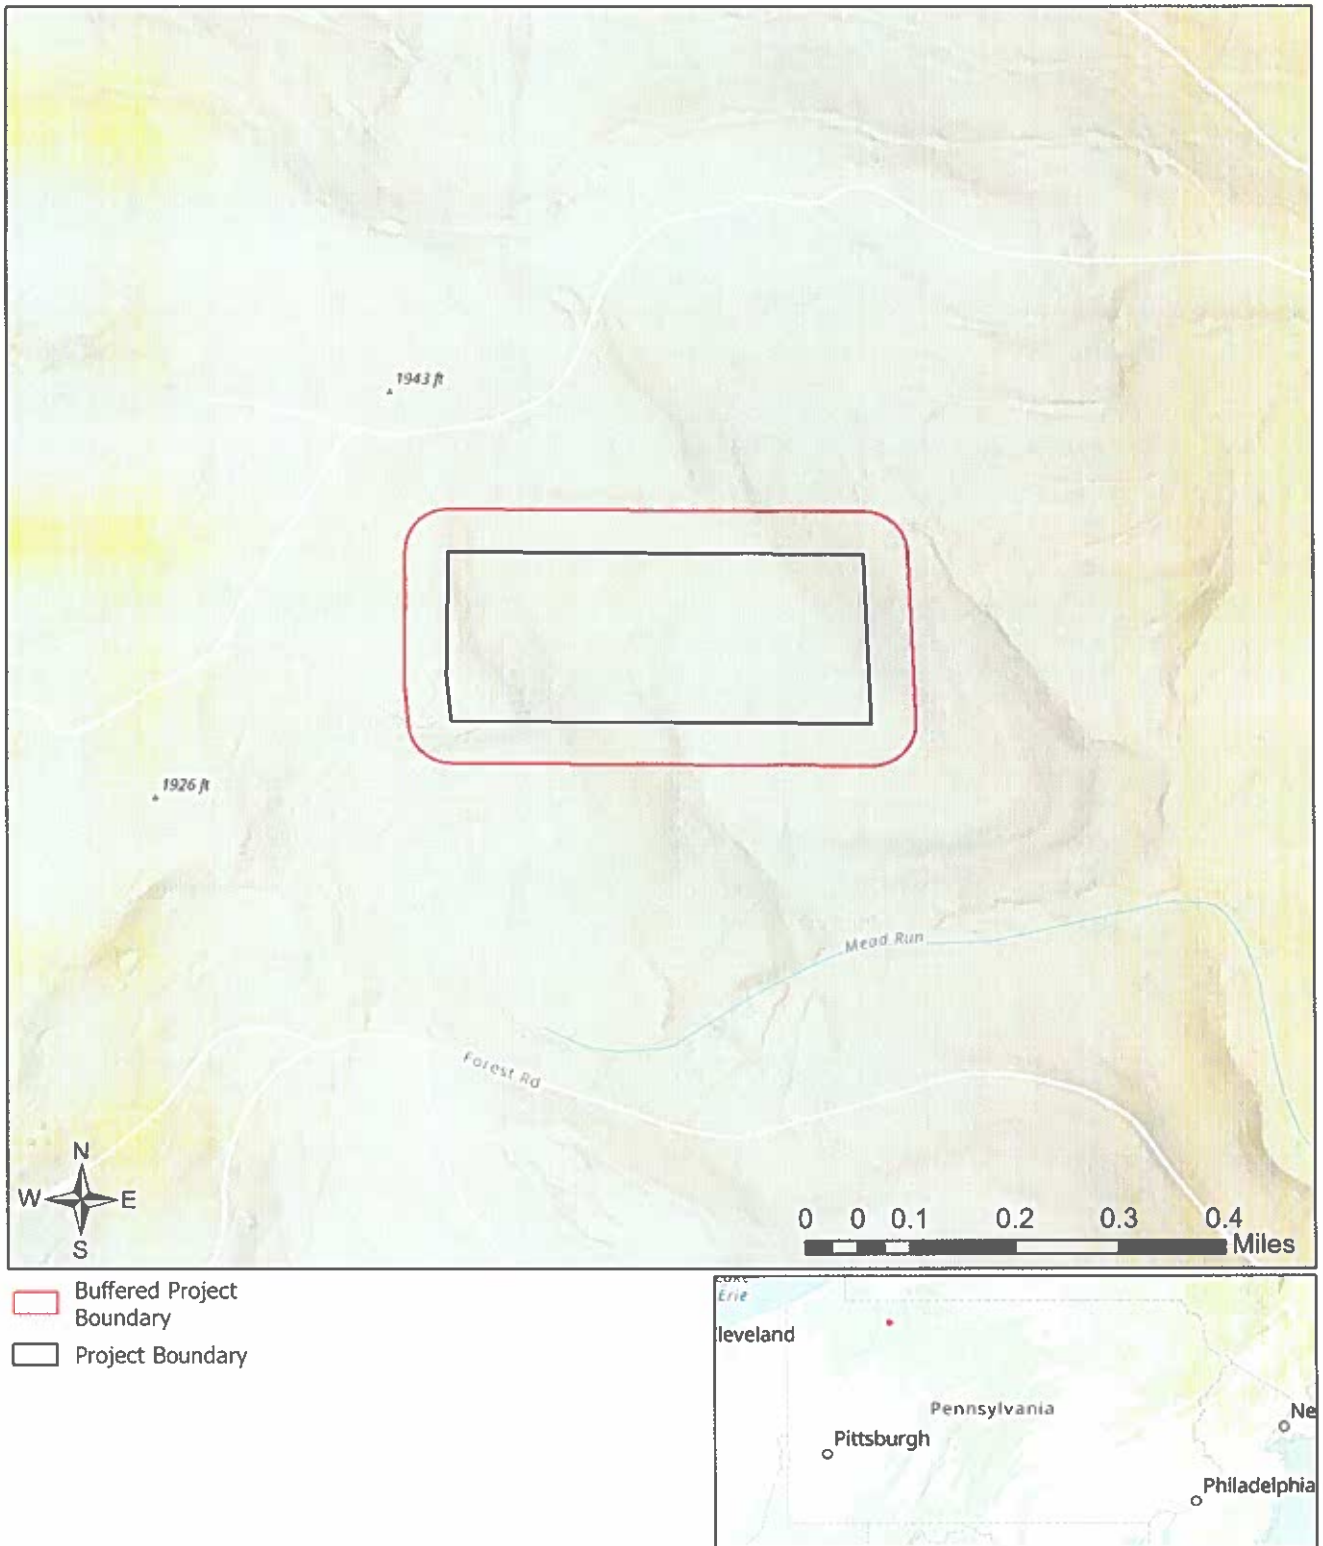 1943 ft
1926 ft
Mead Run
Forest Rd
N
W E
S
0 0 0.1 0.2 0.3 0.4
Miles
Buffered Project
Boundary
Project Boundary
Lake
Erie
leveland
Pennsylvania
Ne
Pittsburgh
Philadelphia